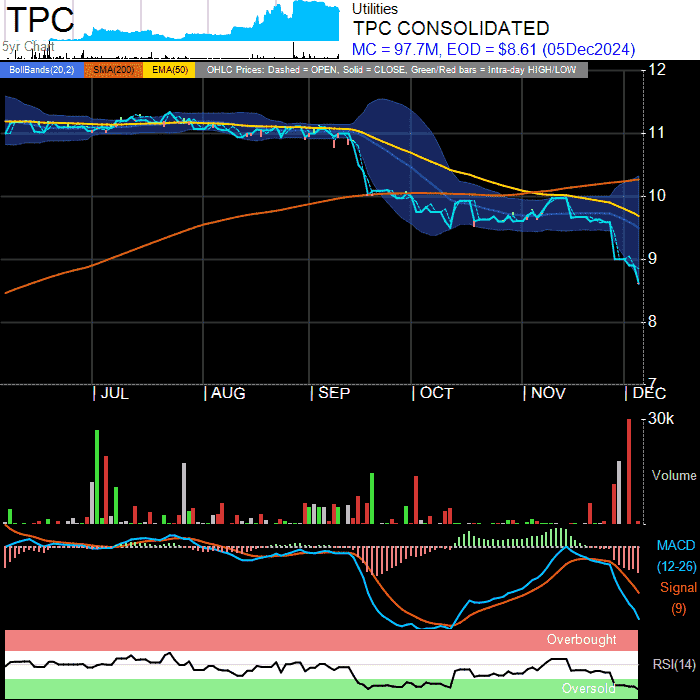 TPC
5yr Chart
Utilities
TPC CONSOLIDATED
MC = 97.7M, EOD = $8.61 (05Dec2024)
BollBands(20,2) SMA(200) EMA(50) OHLC Prices: Dashed = OPEN, Solid = CLOSE, Green/Red bars = Intra-day HIGH/LOW
12
11
10
9
8
7
| JUL | AUG | SEP | OCT | NOV | DEC
30k
Volume
MACD
(12-26)
Signal
(9)
Overbought
RSI(14)
Oversold